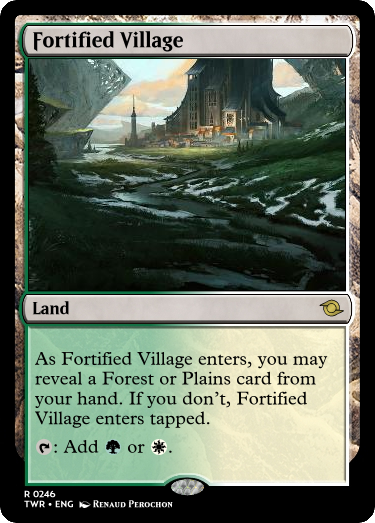 Fortified Village
Land
As Fortified Village enters, you may
reveal a Forest or Plains card from
your hand. If you don't, Fortified
Village enters tapped.
: Add or .
R 0246
TWR • ENG Renaud Perochon